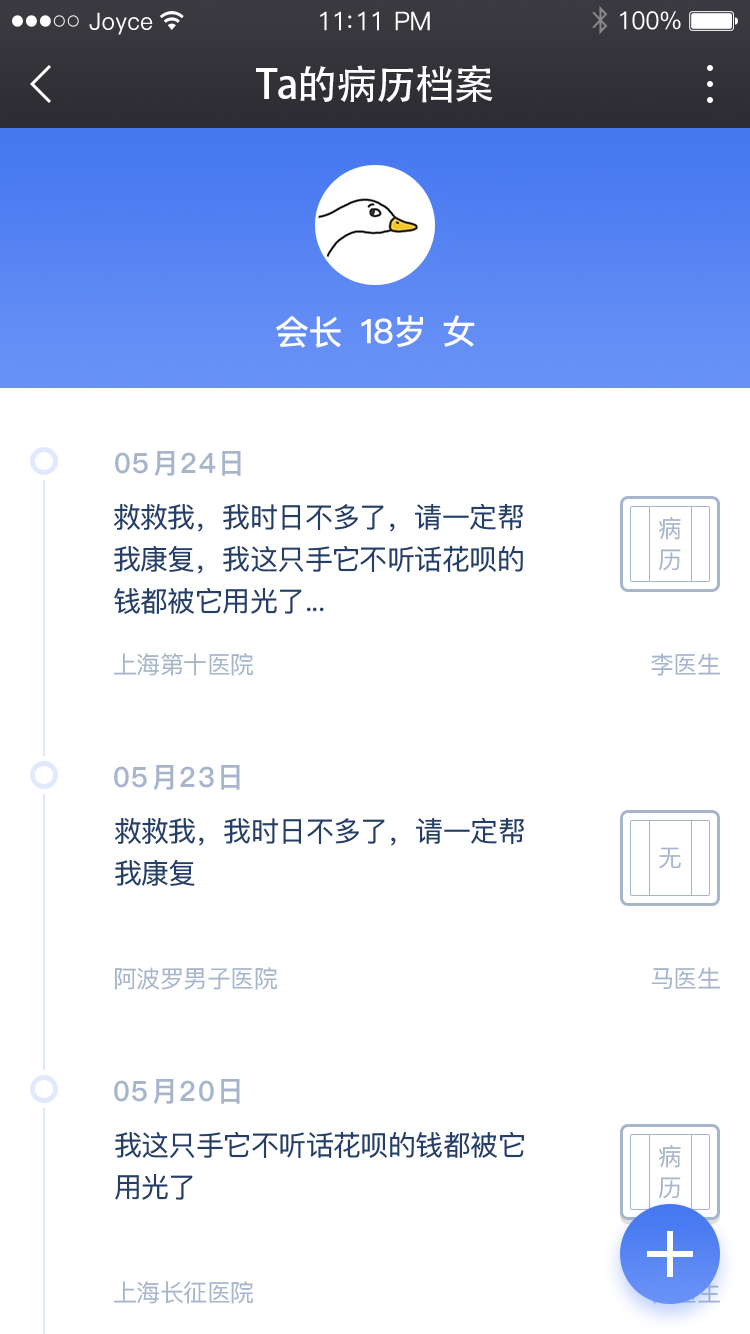 Joyce 11:11 PM 100%
Ta的病历档案
会长 18岁 女
05月24日
救救我，我时日不多了，请一定帮
我康复，我这只手它不听话花呗的
钱都被它用光了...
病
历
上海第十医院 李医生
05月23日
救救我，我时日不多了，请一定帮
我康复
无
阿波罗男子医院 马医生
05月20日
我这只手它不听话花呗的钱都被它
用光了
病
历
上海长征医院